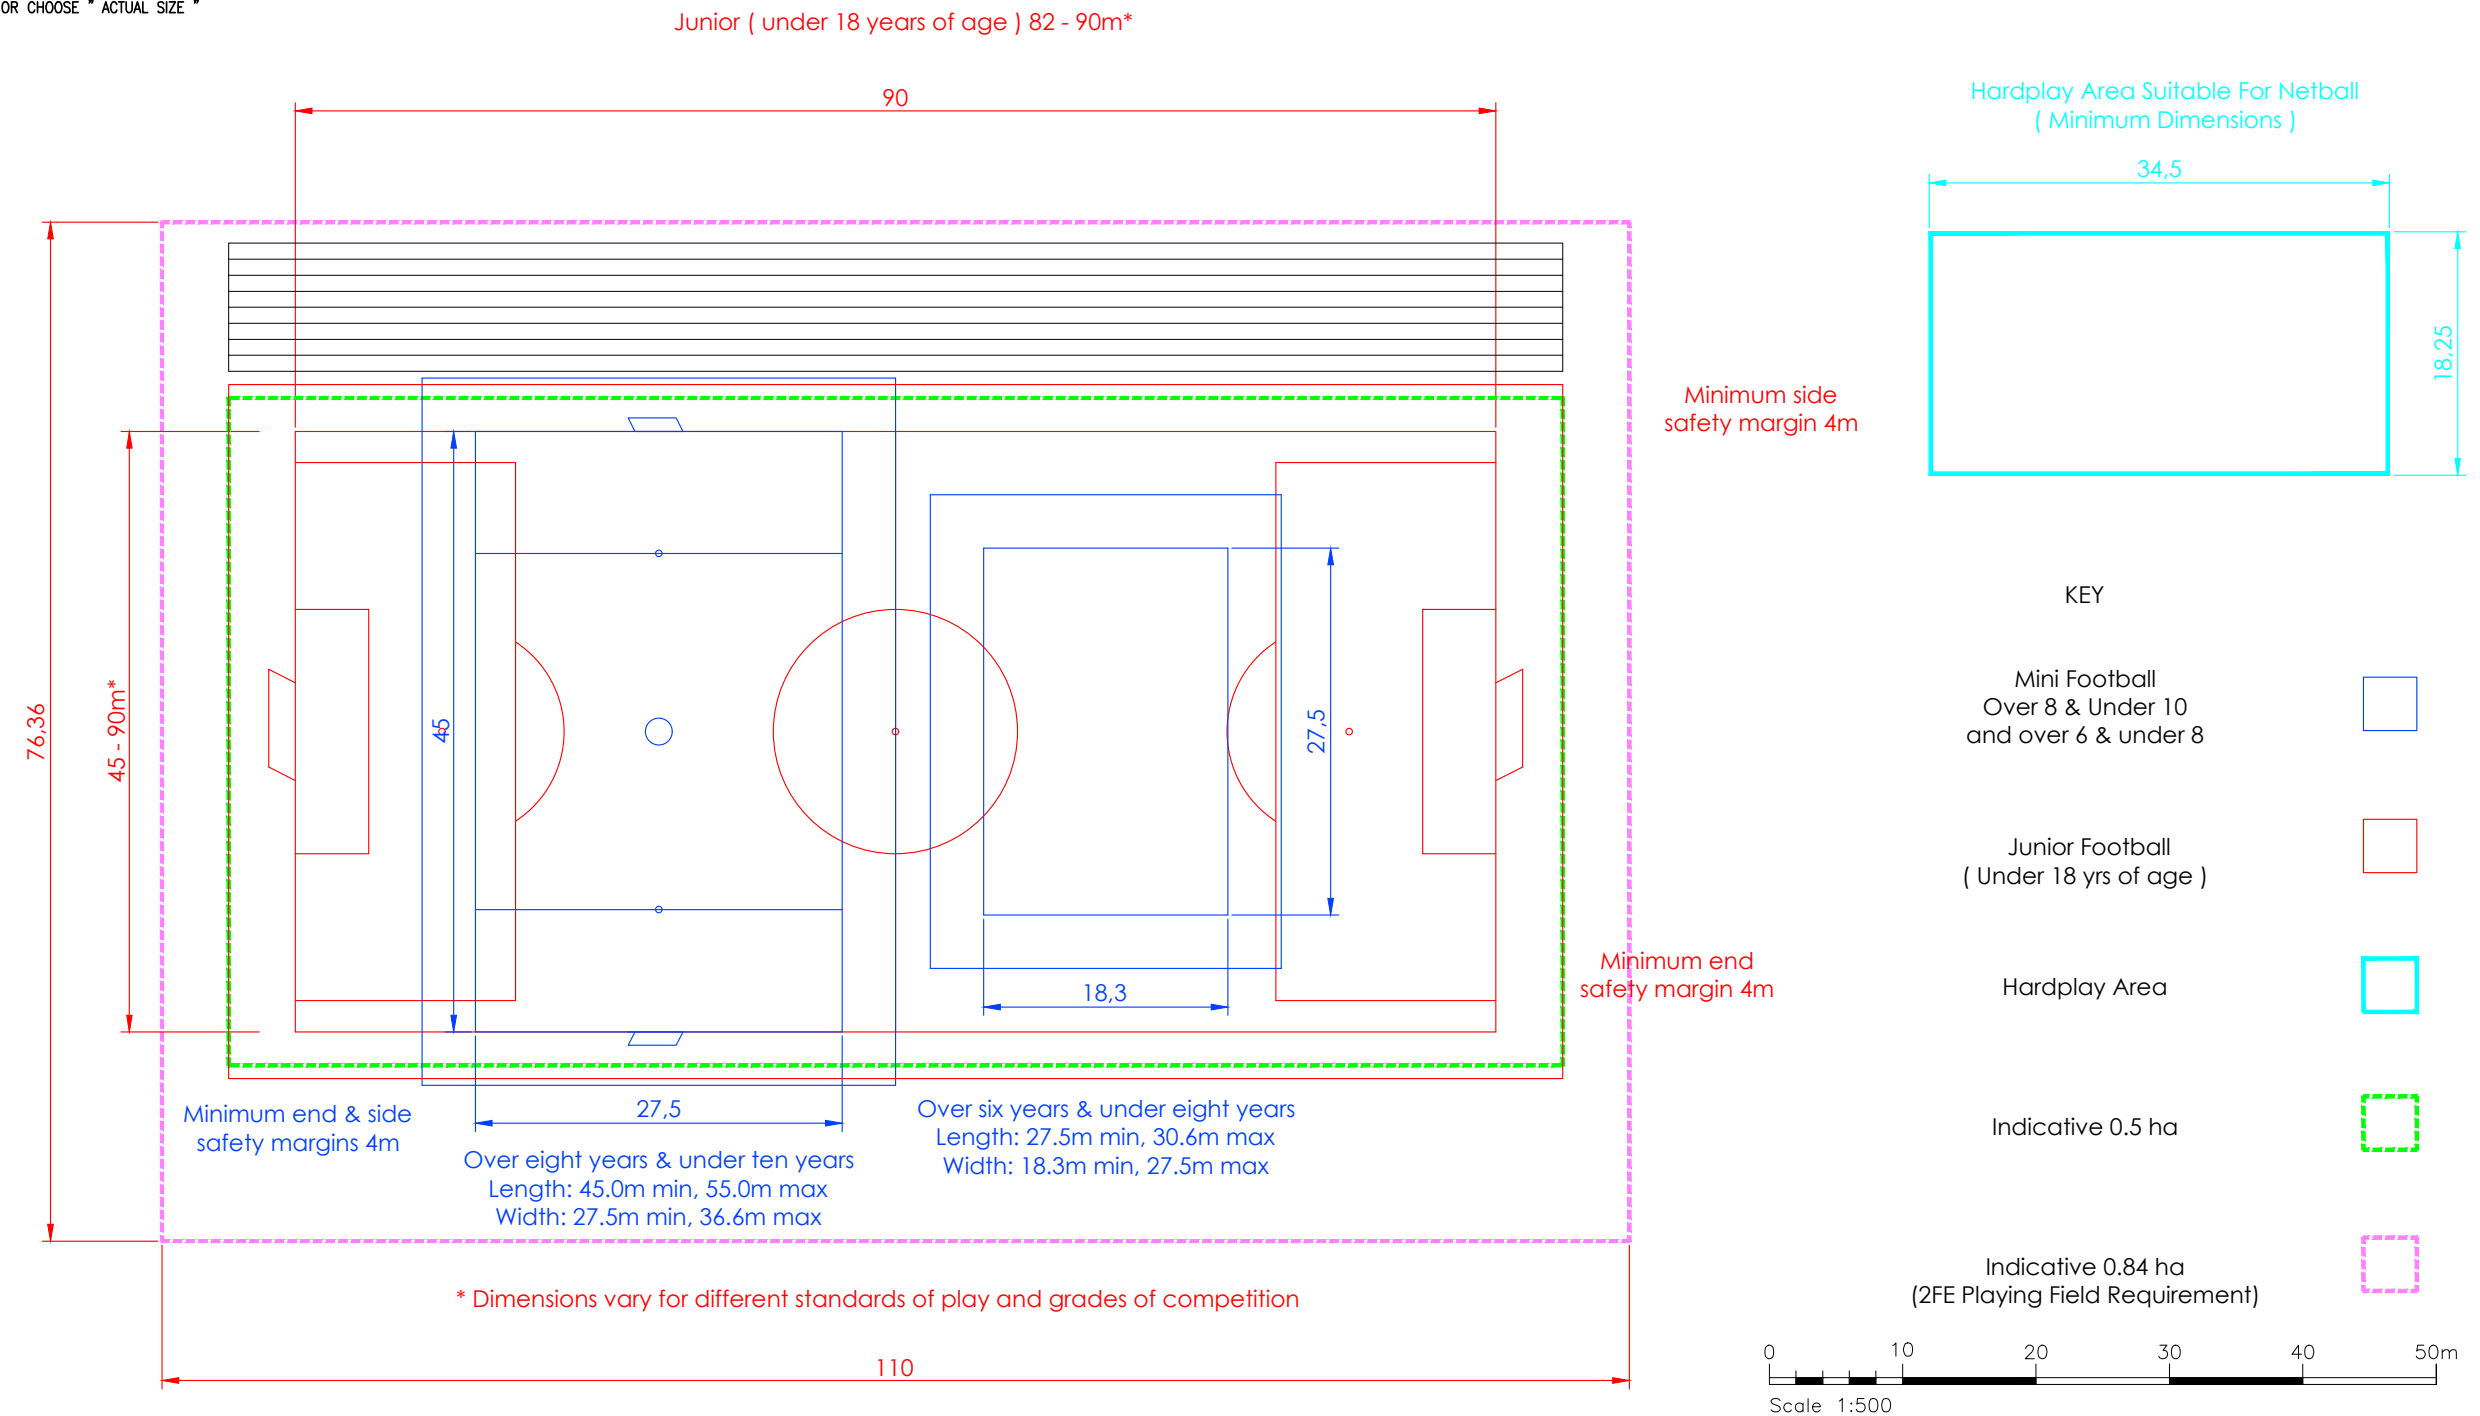 OR CHOOSE " ACTUAL SIZE "
Junior ( under 18 years of age ) 82 - 90m*
90
Hardplay Area Suitable For Netball
( Minimum Dimensions )
34,5
18,25
Minimum side
safety margin 4m
76,36
45 - 90m*
45
27,5
18,3
Minimum end
safety margin 4m
KEY
Mini Football
Over 8 & Under 10
and over 6 & under 8
Junior Football
( Under 18 yrs of age )
Hardplay Area
Indicative 0.5 ha
Indicative 0.84 ha
(2FE Playing Field Requirement)
Minimum end & side
safety margins 4m
27,5
Over eight years & under ten years
Length: 45.0m min, 55.0m max
Width: 27.5m min, 36.6m max
Over six years & under eight years
Length: 27.5m min, 30.6m max
Width: 18.3m min, 27.5m max
* Dimensions vary for different standards of play and grades of competition
110
0 10 20 30 40 50m
Scale 1:500